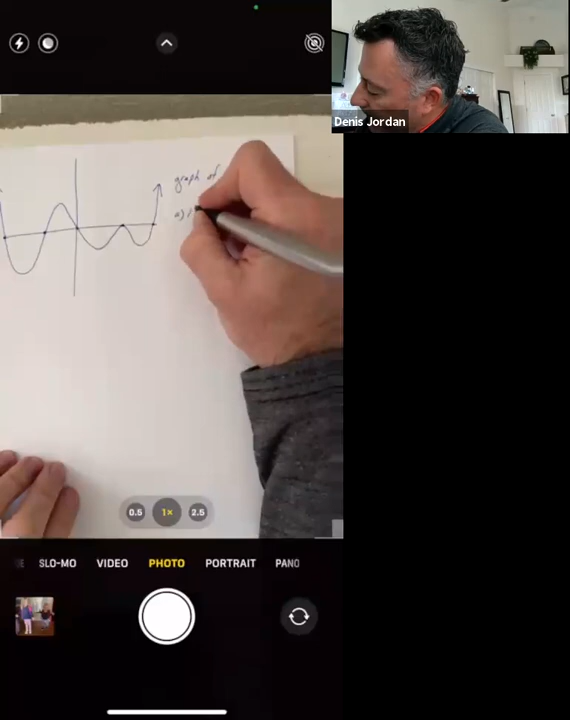 Denis Jordan
graph of
a)
0.5 1× 2.5
SLO-MO VIDEO PHOTO PORTRAIT PANO